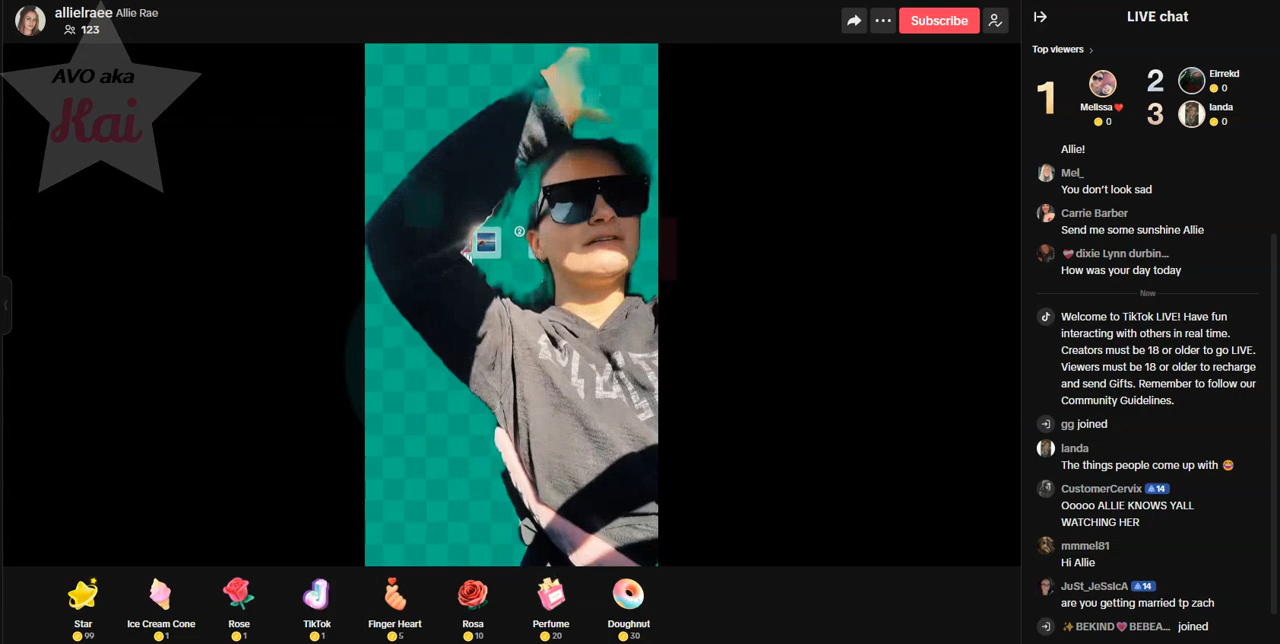 allielraee Allie Rae
123
Subscribe
AVO aka
Kai
2
Star
99
Ice Cream Cone
1
Rose
1
TikTok
1
Finger Heart
5
Rosa
10
Perfume
20
Doughnut
30
LIVE chat
Top viewers
1
Melissa
0
2
Eirrekd
0
3
landa
0
Allie!
Mel_
You don't look sad
Carrie Barber
Send me some sunshine Allie
dixie Lynn durbin...
How was your day today
Now
Welcome to TikTok LIVE! Have fun
interacting with others in real time.
Creators must be 18 or older to go LIVE.
Viewers must be 18 or older to recharge
and send Gifts. Remember to follow our
Community Guidelines.
gg joined
landa
The things people come up with 🤩
CustomerCervix 14
Ooooo ALLIE KNOWS YALL
WATCHING HER
mmmel81
Hi Allie
JuSt_JeSsIcA 14
are you getting married tp zach
✨BEKIND💗BEBEA... joined